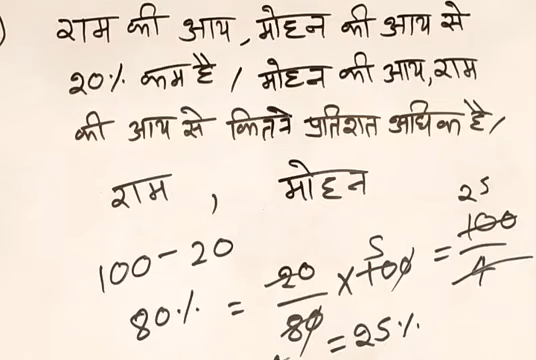 राम की आय, मोहन की आय से
20% कम है / मोहन की आय, राम
की आय से कितने प्रतिशत अधिक है /
राम , मोहन
100 - 20
80% = 20/80 × 100 = 100/4
5
25
= 25%